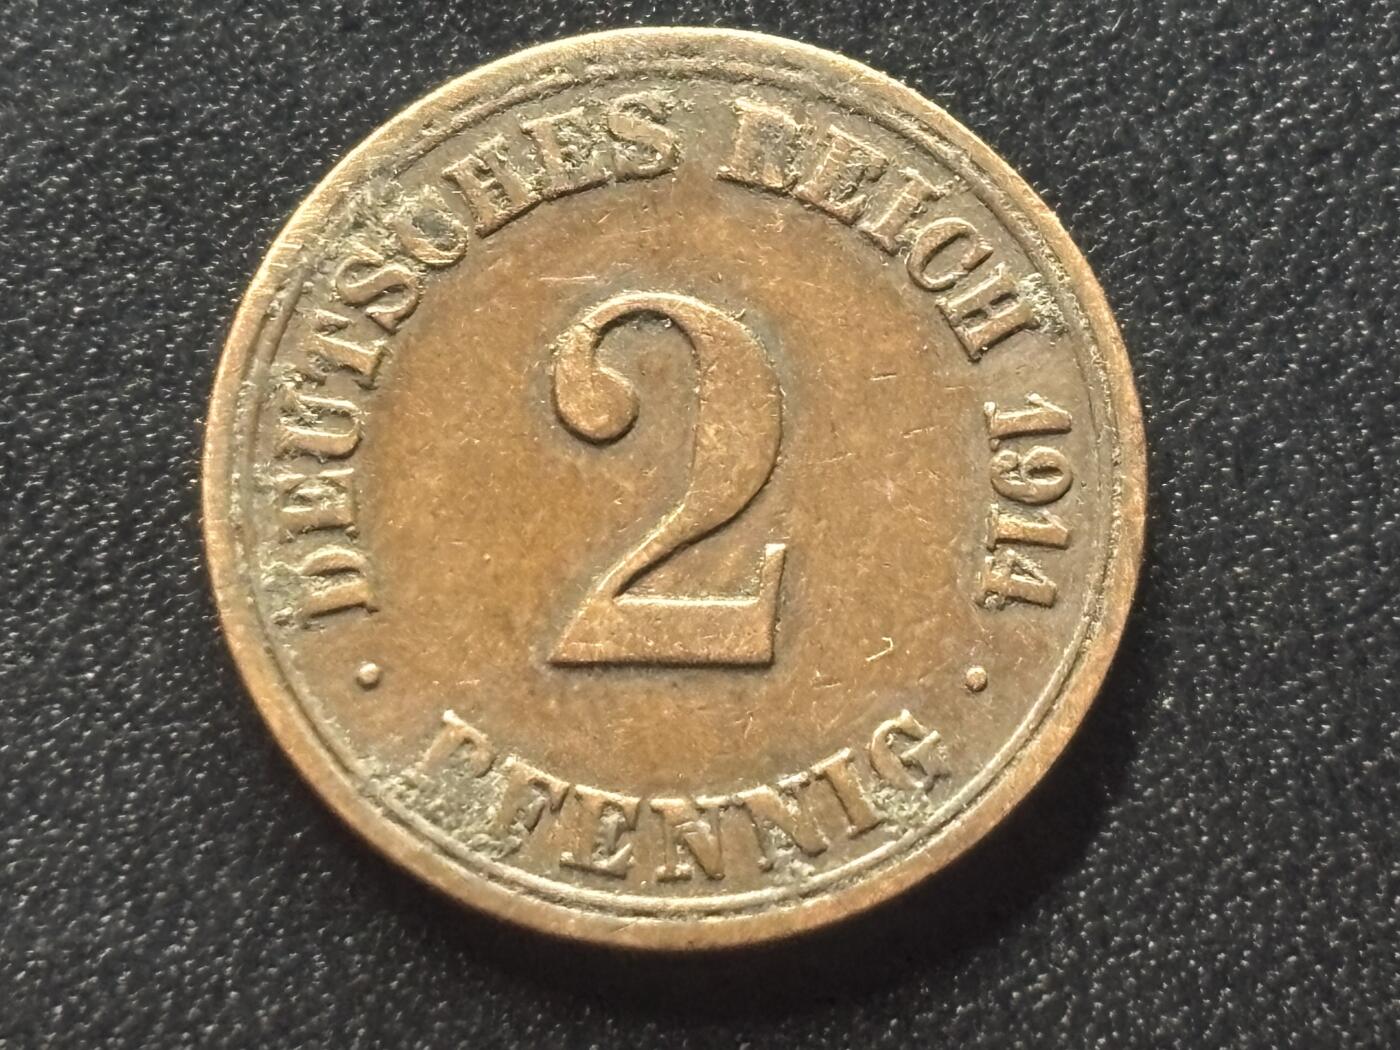 DEUTSCHES REICH 1914
2
· PFENNIG ·